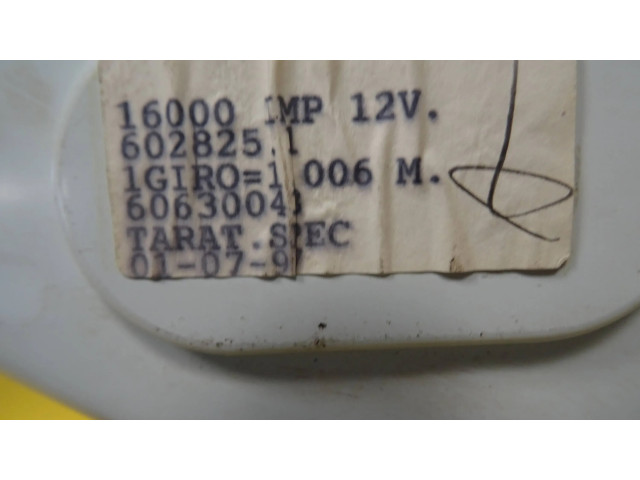 16000 IMP 12V.
602825.1
1GIRO=1 006 M.
60630043
TARAT.SPEC
01-07-9